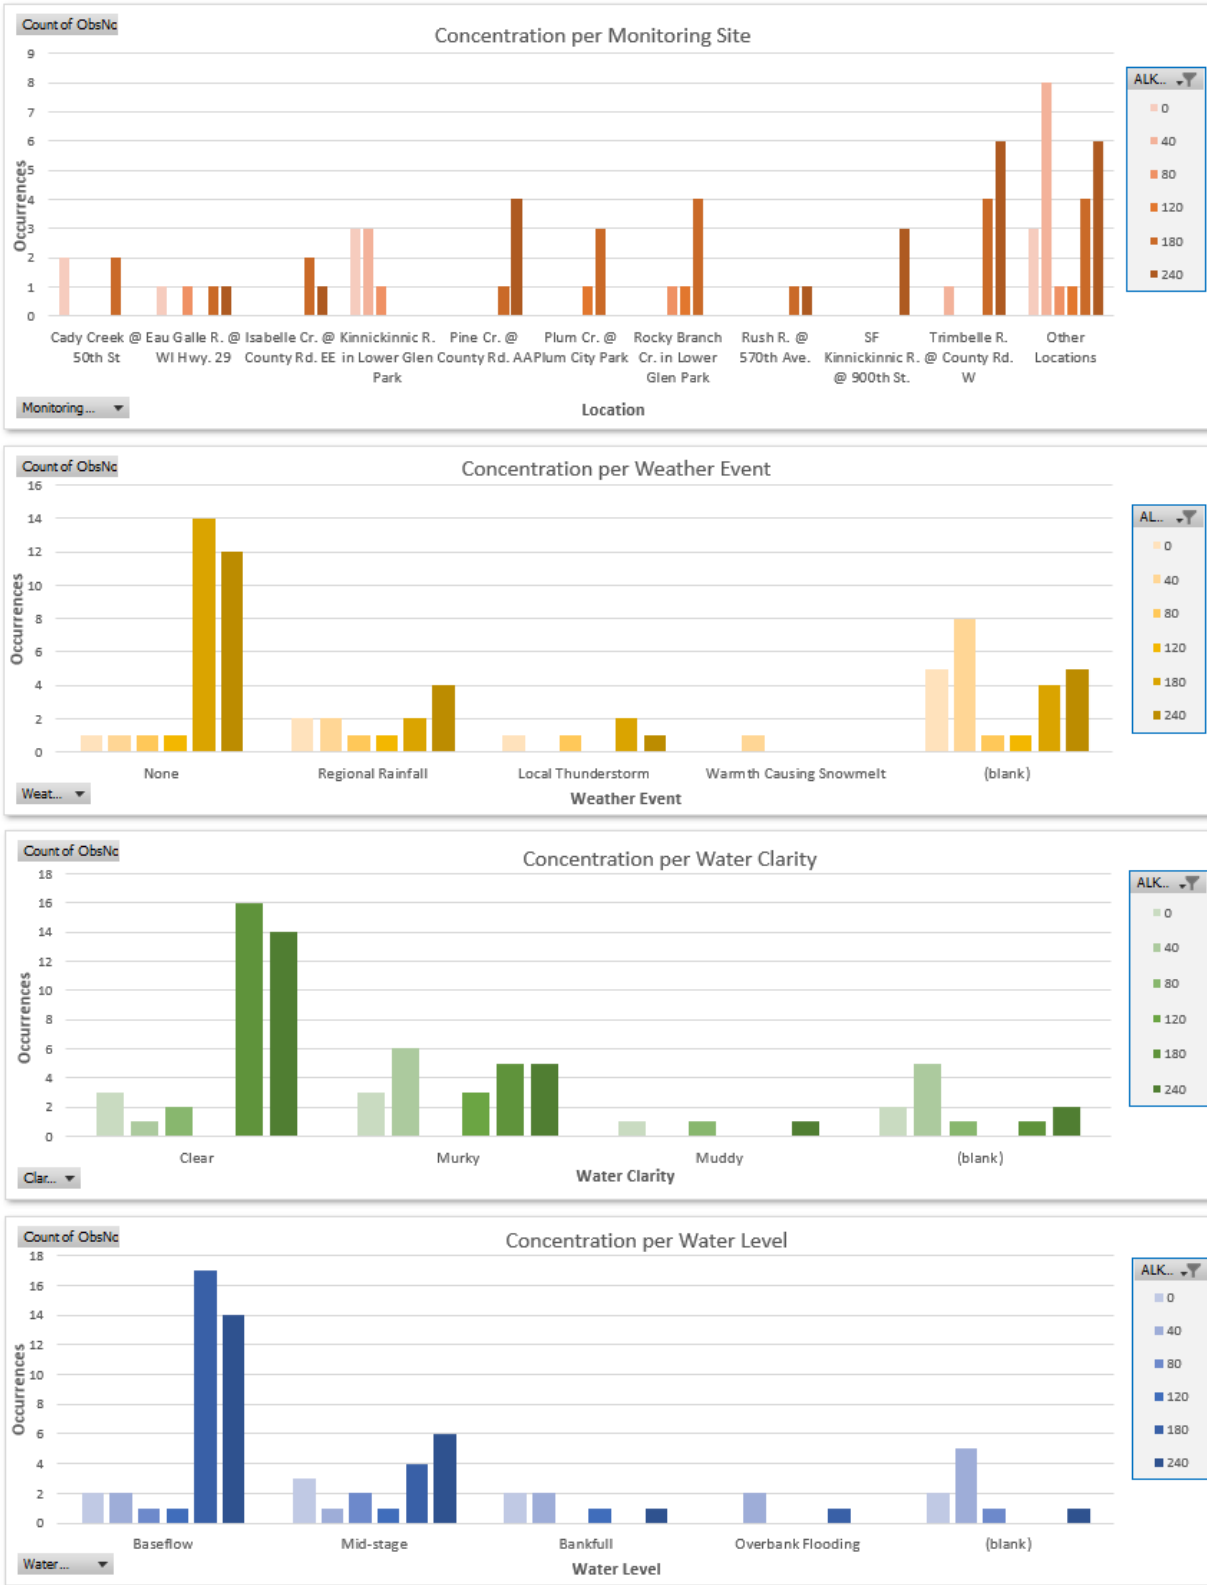 Count of ObsNc
Concentration per Monitoring Site
9
8
7
6
5
4
3
2
1
0
Occurrences
Cady Creek @ 50th St
Eau Galle R. @ WI Hwy. 29
Isabelle Cr. @ County Rd. EE
Kinnickinnic R. in Lower Glen Park
Pine Cr. @ County Rd. AA
Plum Cr. @ Plum City Park
Rocky Branch Cr. in Lower Glen Park
Rush R. @ 570th Ave.
SF Kinnickinnic R. @ 900th St.
Trimbelle R. @ County Rd. W
Other Locations
Location
Monitoring...
ALK...
0
40
80
120
180
240
Count of ObsNc
Concentration per Weather Event
16
14
12
10
8
6
4
2
0
Occurrences
None
Regional Rainfall
Local Thunderstorm
Warmth Causing Snowmelt
(blank)
Weather Event
Weat...
AL...
0
40
80
120
180
240
Count of ObsNc
Concentration per Water Clarity
18
16
14
12
10
8
6
4
2
0
Occurrences
Clear
Murky
Muddy
(blank)
Water Clarity
Clar...
ALK...
0
40
80
120
180
240
Count of ObsNc
Concentration per Water Level
18
16
14
12
10
8
6
4
2
0
Occurrences
Baseflow
Mid-stage
Bankfull
Overbank Flooding
(blank)
Water Level
Water...
ALK...
0
40
80
120
180
240